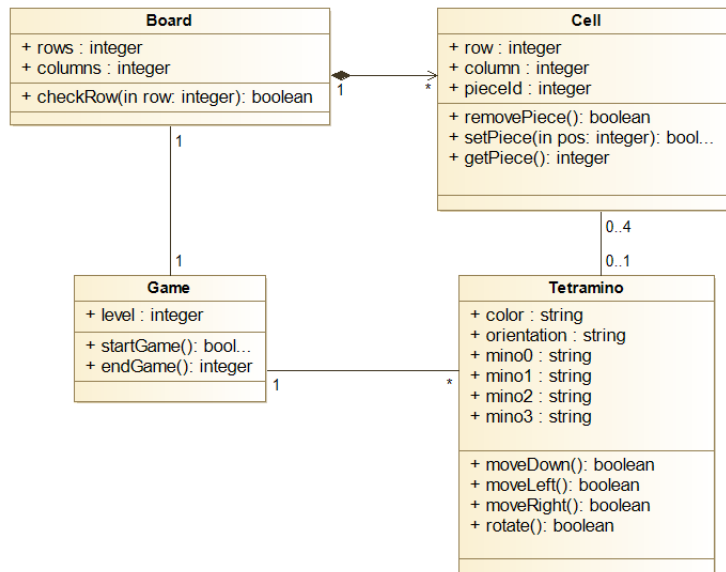 Board
+ rows : integer
+ columns : integer
+ checkRow(in row: integer): boolean
Cell
+ row : integer
+ column : integer
+ pieceId : integer
+ removePiece(): boolean
+ setPiece(in pos: integer): bool...
+ getPiece(): integer
1
*
1
1
0..4
0..1
Game
+ level : integer
+ startGame(): bool...
+ endGame(): integer
1
*
Tetramino
+ color : string
+ orientation : string
+ mino0 : string
+ mino1 : string
+ mino2 : string
+ mino3 : string
+ moveDown(): boolean
+ moveLeft(): boolean
+ moveRight(): boolean
+ rotate(): boolean